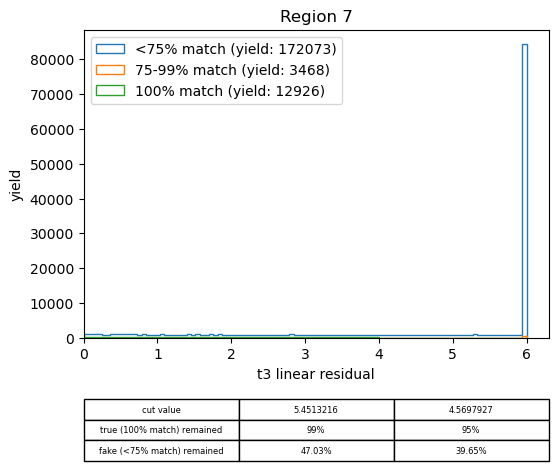 Region 7
<75% match (yield: 172073)
75-99% match (yield: 3468)
100% match (yield: 12926)
yield
80000
70000
60000
50000
40000
30000
20000
10000
0
0 1 2 3 4 5 6
t3 linear residual
cut value 5.4513216 4.5697927
true (100% match) remained 99% 95%
fake (<75% match) remained 47.03% 39.65%